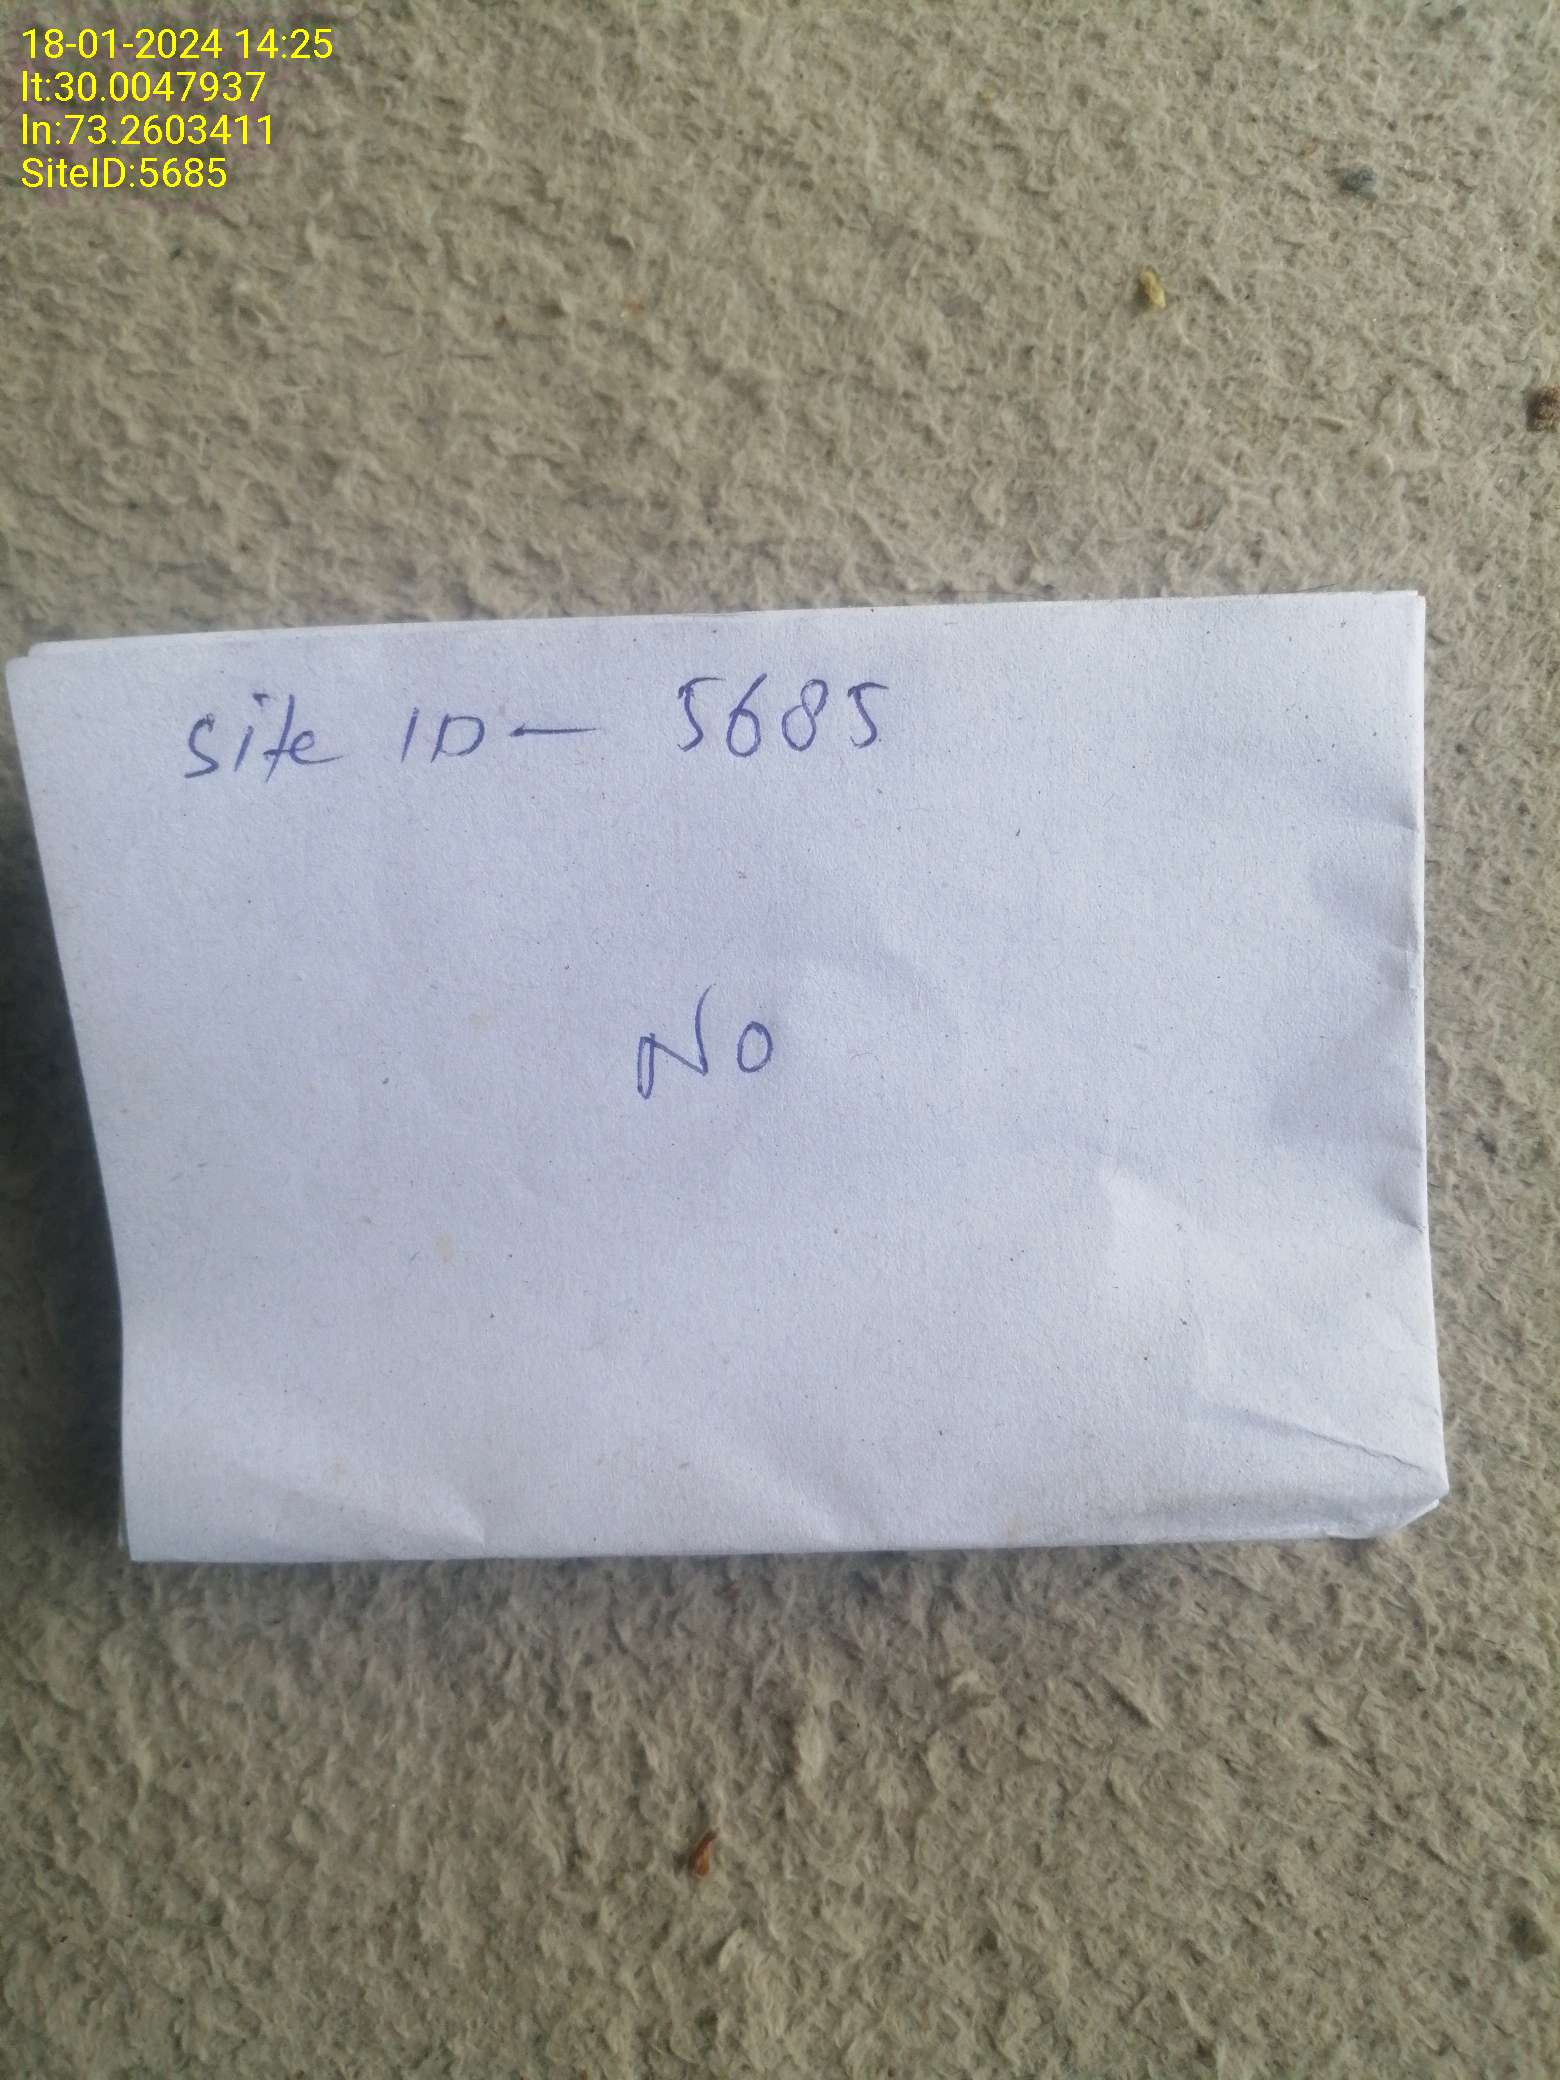 18-01-2024 14:25
lt:30.0047937
ln:73.2603411
SiteID:5685
Site ID- 5685
No